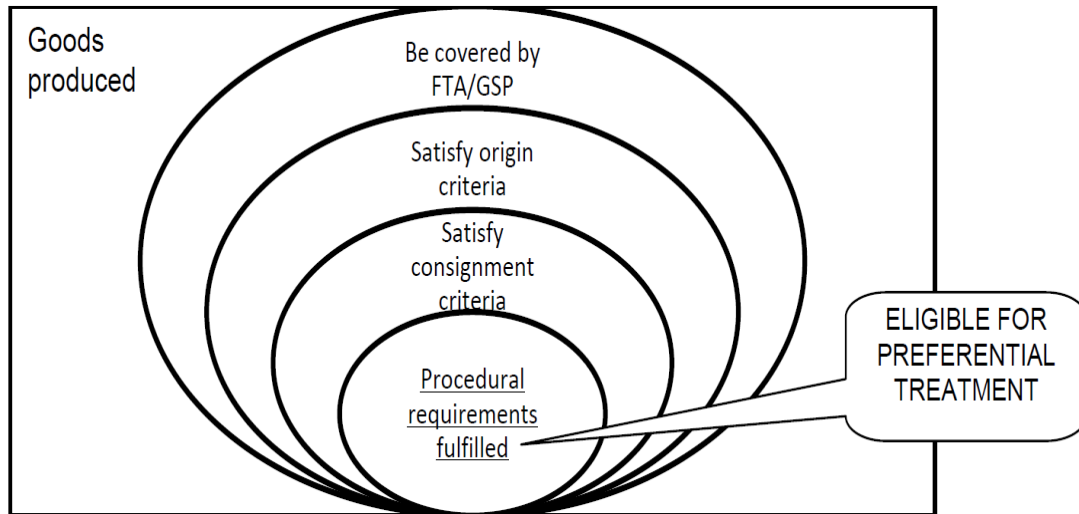 Goods
produced
Be covered by
FTA/GSP
Satisfy origin
criteria
Satisfy
consignment
criteria
Procedural
requirements
fulfilled
ELIGIBLE FOR
PREFERENTIAL
TREATMENT